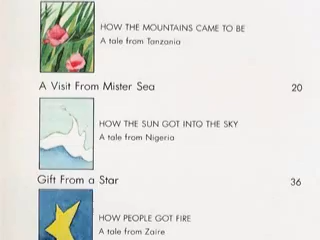 HOW THE MOUNTAINS CAME TO BE
A tale from Tanzania
A Visit From Mister Sea 20
HOW THE SUN GOT INTO THE SKY
A tale from Nigeria
Gift From a Star 36
HOW PEOPLE GOT FIRE
A tale from Zaire